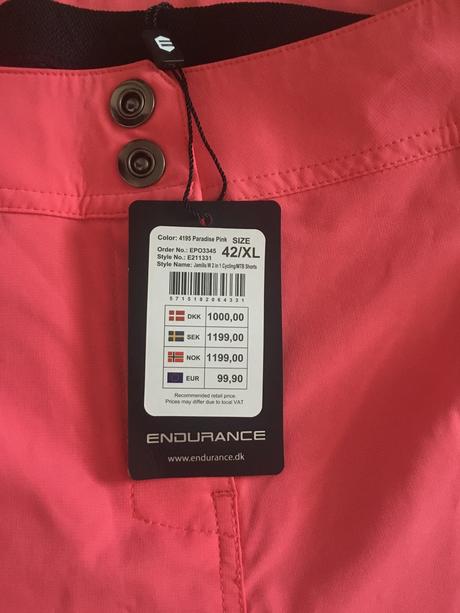 Color: 4195 Paradise Pink SIZE
Order No.: EPO3345 42/XL
Style No.: E211331
Style Name: Jamilla W 2 in 1 Cycling/MTB Shorts
5715182064331
DKK 1000,00
SEK 1199,00
NOK 1199,00
EUR 99,90
Recommended retail price.
Prices may differ due to local VAT
ENDURANCE
www.endurance.dk